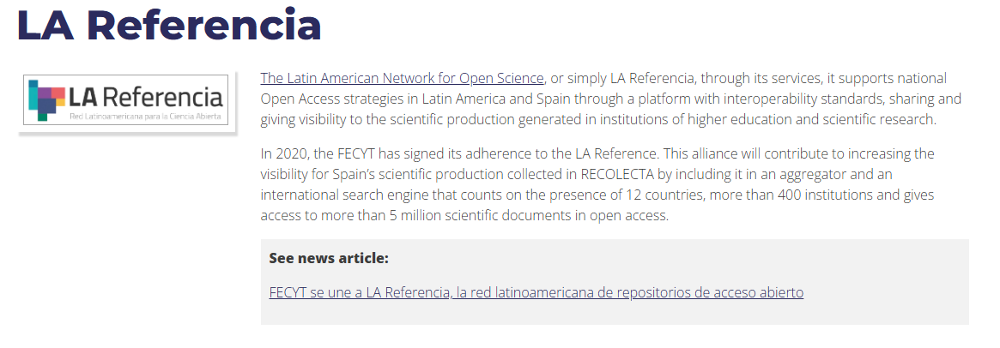 LA Referencia
LA Referencia
Red Latinoamericana para la Ciencia Abierta
The Latin American Network for Open Science, or simply LA Referencia, through its services, it supports national
Open Access strategies in Latin America and Spain through a platform with interoperability standards, sharing and
giving visibility to the scientific production generated in institutions of higher education and scientific research.
In 2020, the FECYT has signed its adherence to the LA Reference. This alliance will contribute to increasing the
visibility for Spain’s scientific production collected in RECOLECTA by including it in an aggregator and an
international search engine that counts on the presence of 12 countries, more than 400 institutions and gives
access to more than 5 million scientific documents in open access.
See news article:
FECYT se une a LA Referencia, la red latinoamericana de repositorios de acceso abierto